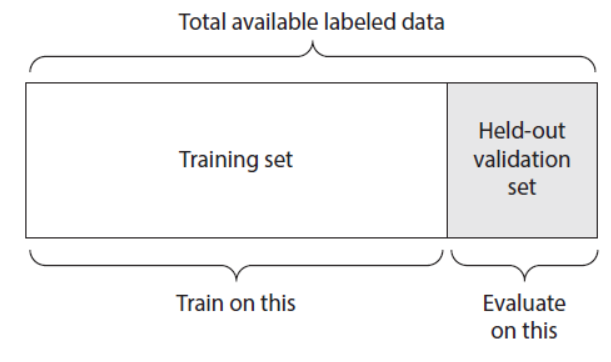 Total available labeled data
Training set
Held-out
validation
set
Train on this
Evaluate
on this